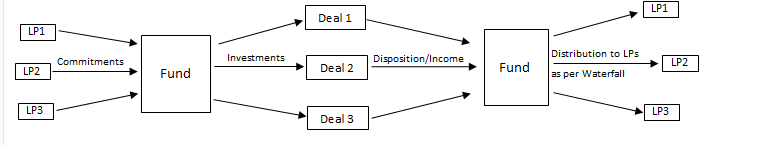 LP1
LP2
LP3
Commitments
Fund
Investments
Deal 1
Deal 2
Deal 3
Disposition/Income
Fund
Distribution to LPs
as per Waterfall
LP1
LP2
LP3